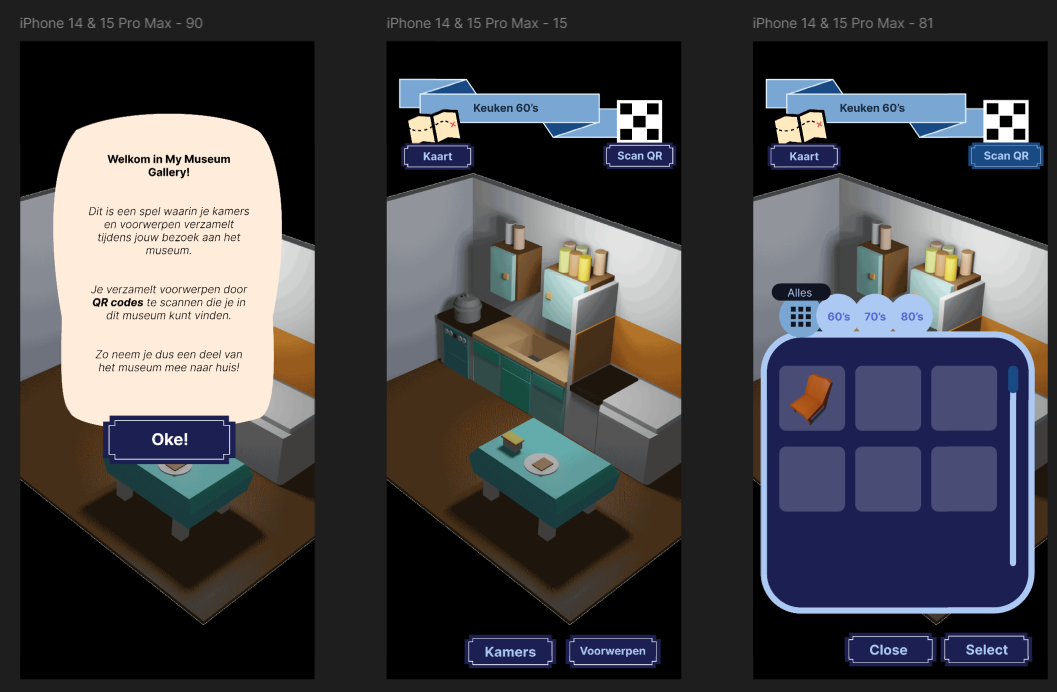 iPhone 14 & 15 Pro Max - 90
Welkom in My Museum
Gallery!
Dit is een spel waarin je kamers
en voorwerpen verzamelt
tijdens jouw bezoek aan het
museum.
Je verzamelt voorwerpen door
QR codes te scannen die je in
dit museum kunt vinden.
Zo neem je dus een deel van
het museum mee naar huis!
Oke!
iPhone 14 & 15 Pro Max - 15
Keuken 60's
Kaart
Scan QR
Kamers
Voorwerpen
iPhone 14 & 15 Pro Max - 81
Keuken 60's
Kaart
Scan QR
Alles
60's
70's
80's
Close
Select